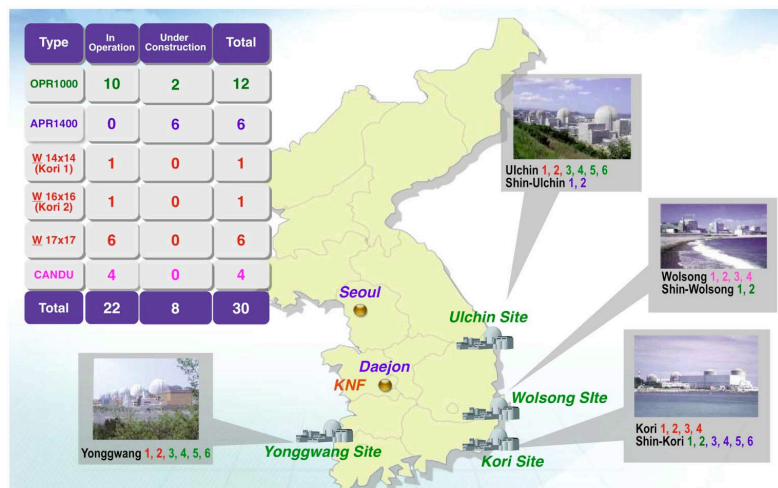 Type In Operation Under Construction Total
OPR1000 10 2 12
APR1400 0 6 6
W 14x14 (Kori 1) 1 0 1
W 16x16 (Kori 2) 1 0 1
W 17x17 6 0 6
CANDU 4 0 4
Total 22 8 30
Ulchin 1, 2, 3, 4, 5, 6
Shin-Ulchin 1, 2
Wolsong 1, 2, 3, 4
Shin-Wolsong 1, 2
Seoul
Ulchin Site
Daejon
KNF
Wolsong SIte
Kori 1, 2, 3, 4
Shin-Kori 1, 2, 3, 4, 5, 6
Yonggwang 1, 2, 3, 4, 5, 6
Yonggwang Site
Kori Site